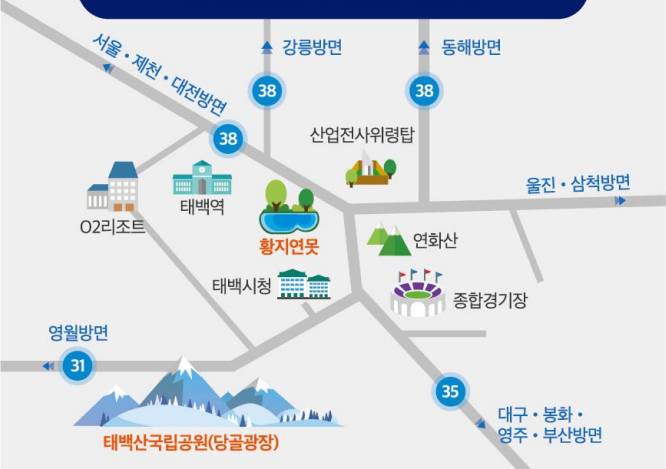 서울・제천・대전방면
강릉방면
동해방면
38
38
38
산업전사위령탑
울진・삼척방면
태백역
O2리조트
황지연못
연화산
태백시청
종합경기장
영월방면
31
35
대구・봉화・
영주・부산방면
태백산국립공원(당골광장)